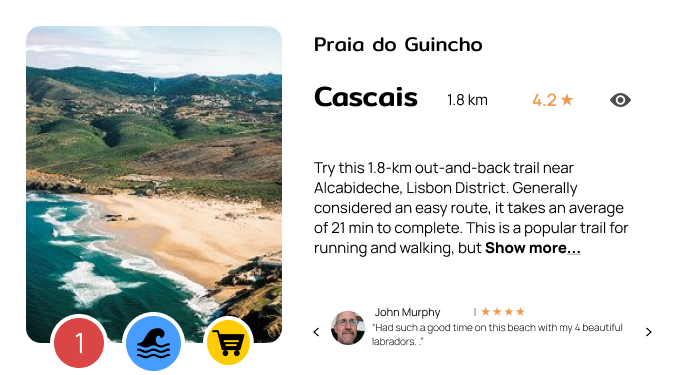 Praia do Guincho
Cascais 1.8 km 4.2 ★
Try this 1.8-km out-and-back trail near
Alcabideche, Lisbon District. Generally
considered an easy route, it takes an average
of 21 min to complete. This is a popular trail for
running and walking, but Show more...
John Murphy | ★★★★
“Had such a good time on this beach with my 4 beautiful
labradors. .”
1